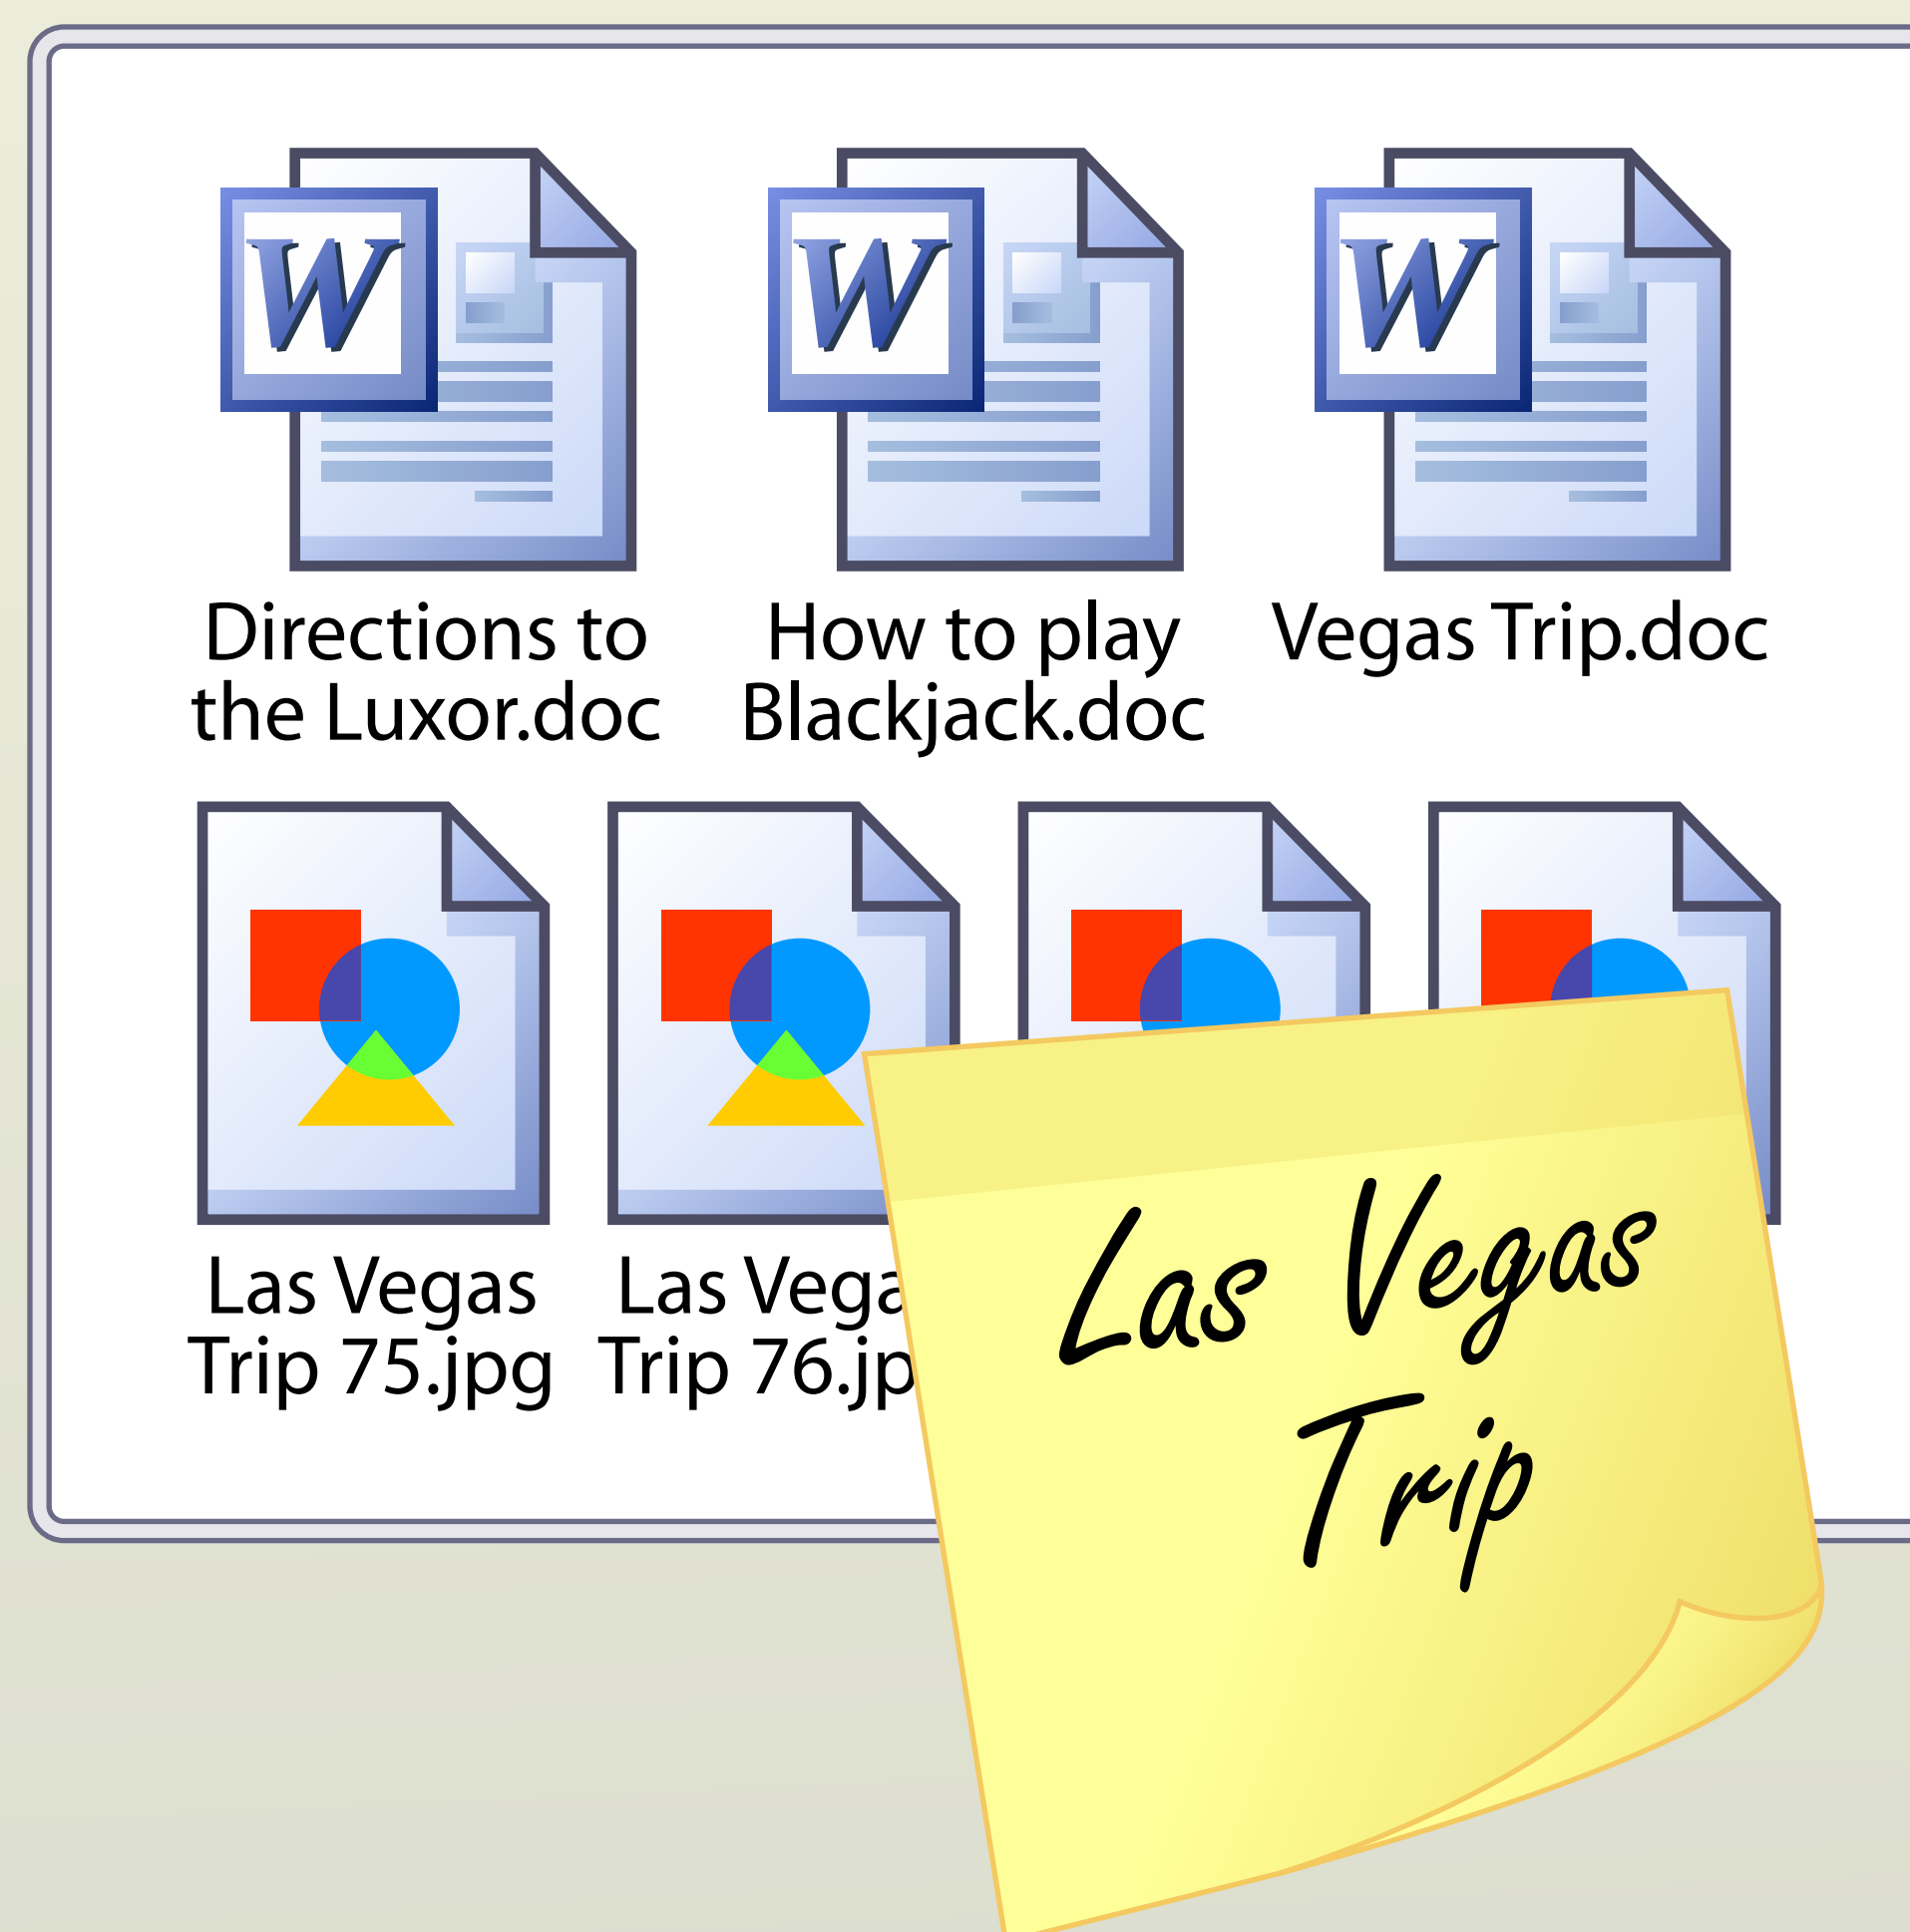 W
W
W
Directions to
the Luxor.doc
How to play
Blackjack.doc
Vegas Trip.doc
Las Vegas
Trip 75.jpg
Las Vega
Trip 76.jp
Las Vegas
Trip